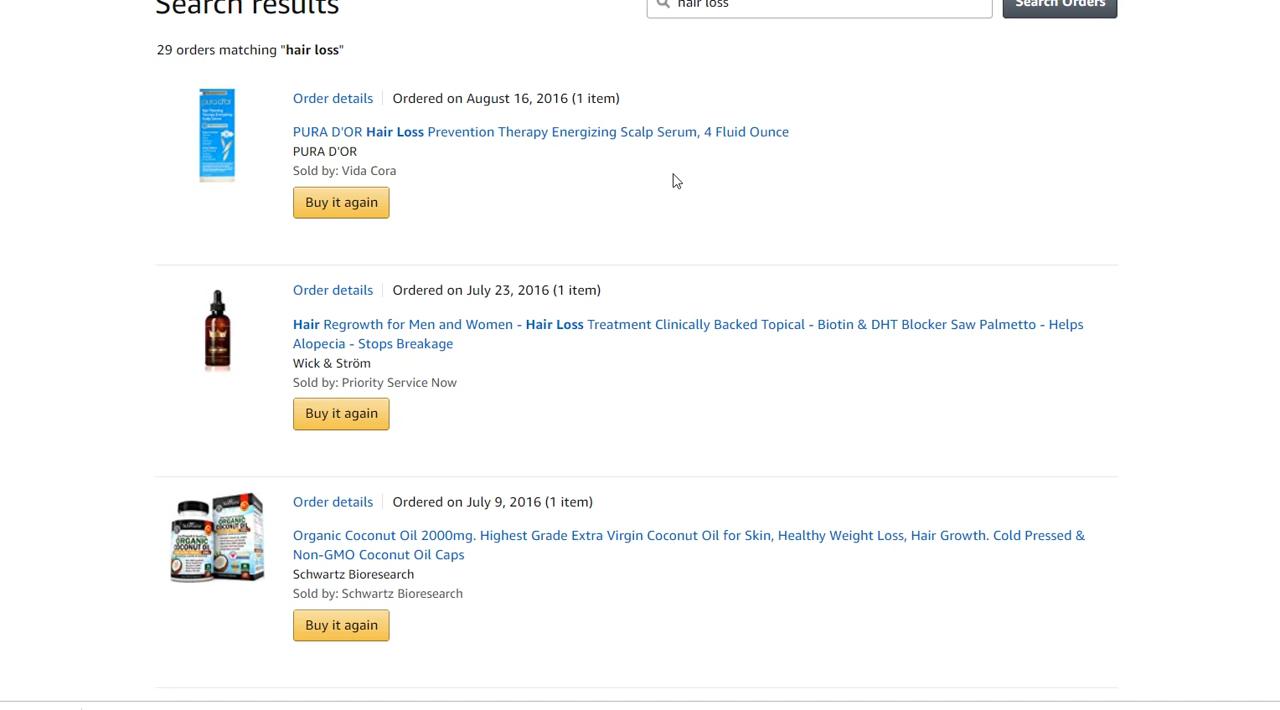 Search results
hair loss
Search Orders
29 orders matching "hair loss"
Order details
Ordered on August 16, 2016 (1 item)
PURA D'OR Hair Loss Prevention Therapy Energizing Scalp Serum, 4 Fluid Ounce
PURA D'OR
Sold by: Vida Cora
Buy it again
Order details
Ordered on July 23, 2016 (1 item)
Hair Regrowth for Men and Women - Hair Loss Treatment Clinically Backed Topical - Biotin & DHT Blocker Saw Palmetto - Helps
Alopecia - Stops Breakage
Wick & Ström
Sold by: Priority Service Now
Buy it again
ORGANIC
COCONUT OIL
ORGANIC
COCONUT OIL
Order details
Ordered on July 9, 2016 (1 item)
Organic Coconut Oil 2000mg. Highest Grade Extra Virgin Coconut Oil for Skin, Healthy Weight Loss, Hair Growth. Cold Pressed &
Non-GMO Coconut Oil Caps
Schwartz Bioresearch
Sold by: Schwartz Bioresearch
Buy it again